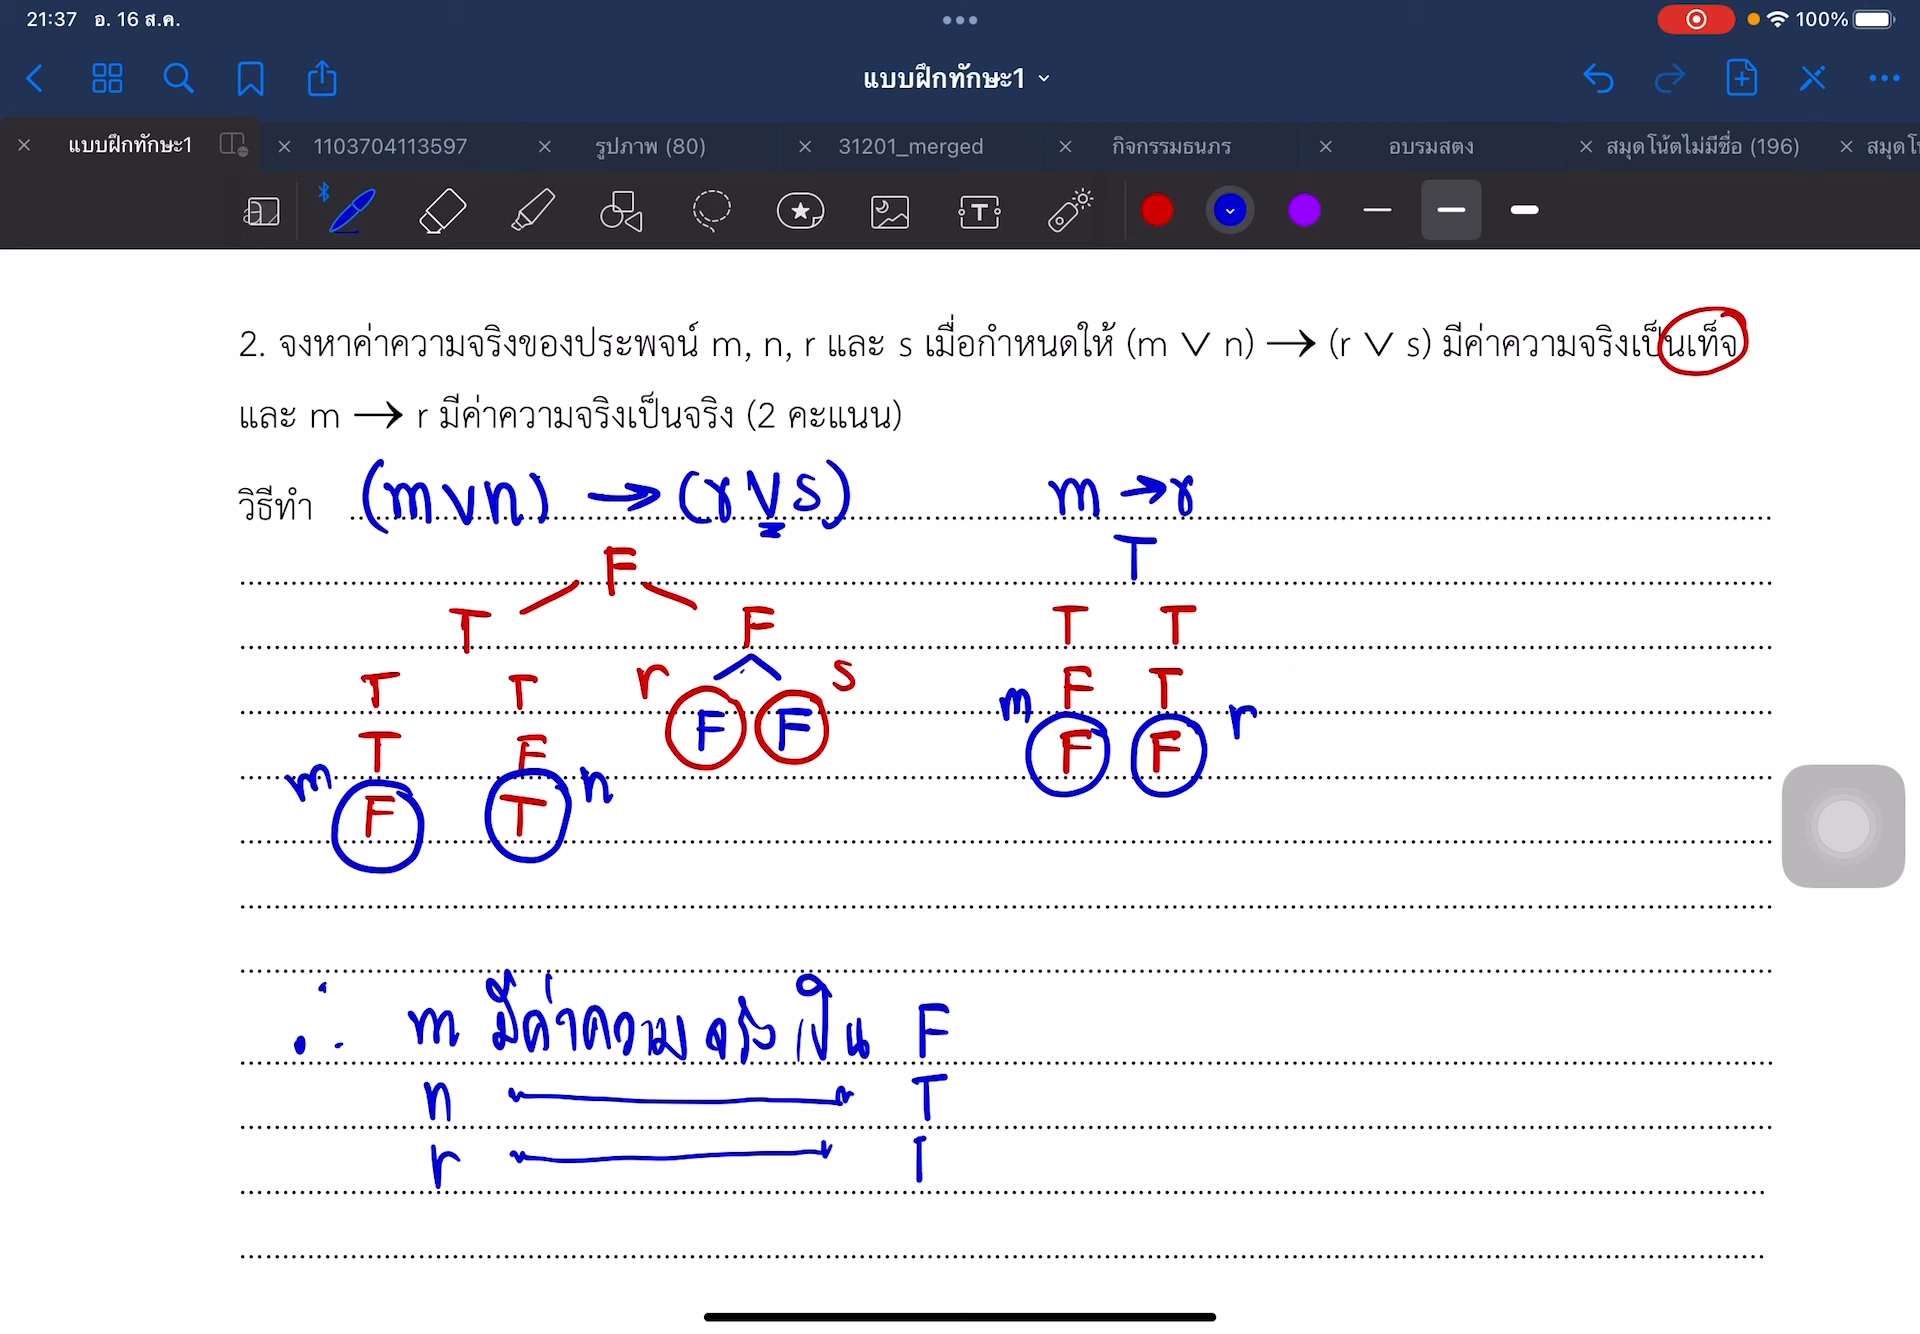 21:37 อ. 16 ส.ค.
100%
แบบฝึกทักษะ1
แบบฝึกทักษะ1
1103704113597
รูปภาพ (80)
31201_merged
กิจกรรมธนภร
อบรมสตง
สมุดโน้ตไม่มีชื่อ (196)
2. จงหาค่าความจริงของประพจน์ m, n, r และ s เมื่อกำหนดให้ (m ∨ n) → (r ∨ s) มีค่าความจริงเป็นเท็จ
และ m → r มีค่าความจริงเป็นจริง (2 คะแนน)
วิธีทำ (m ∨ n) → (r ∨ s) m → r
F T
T F T T
T T r s F T
T F F F m F F r
m F T n
∴ m มีค่าความจริงเป็น F
n T
r